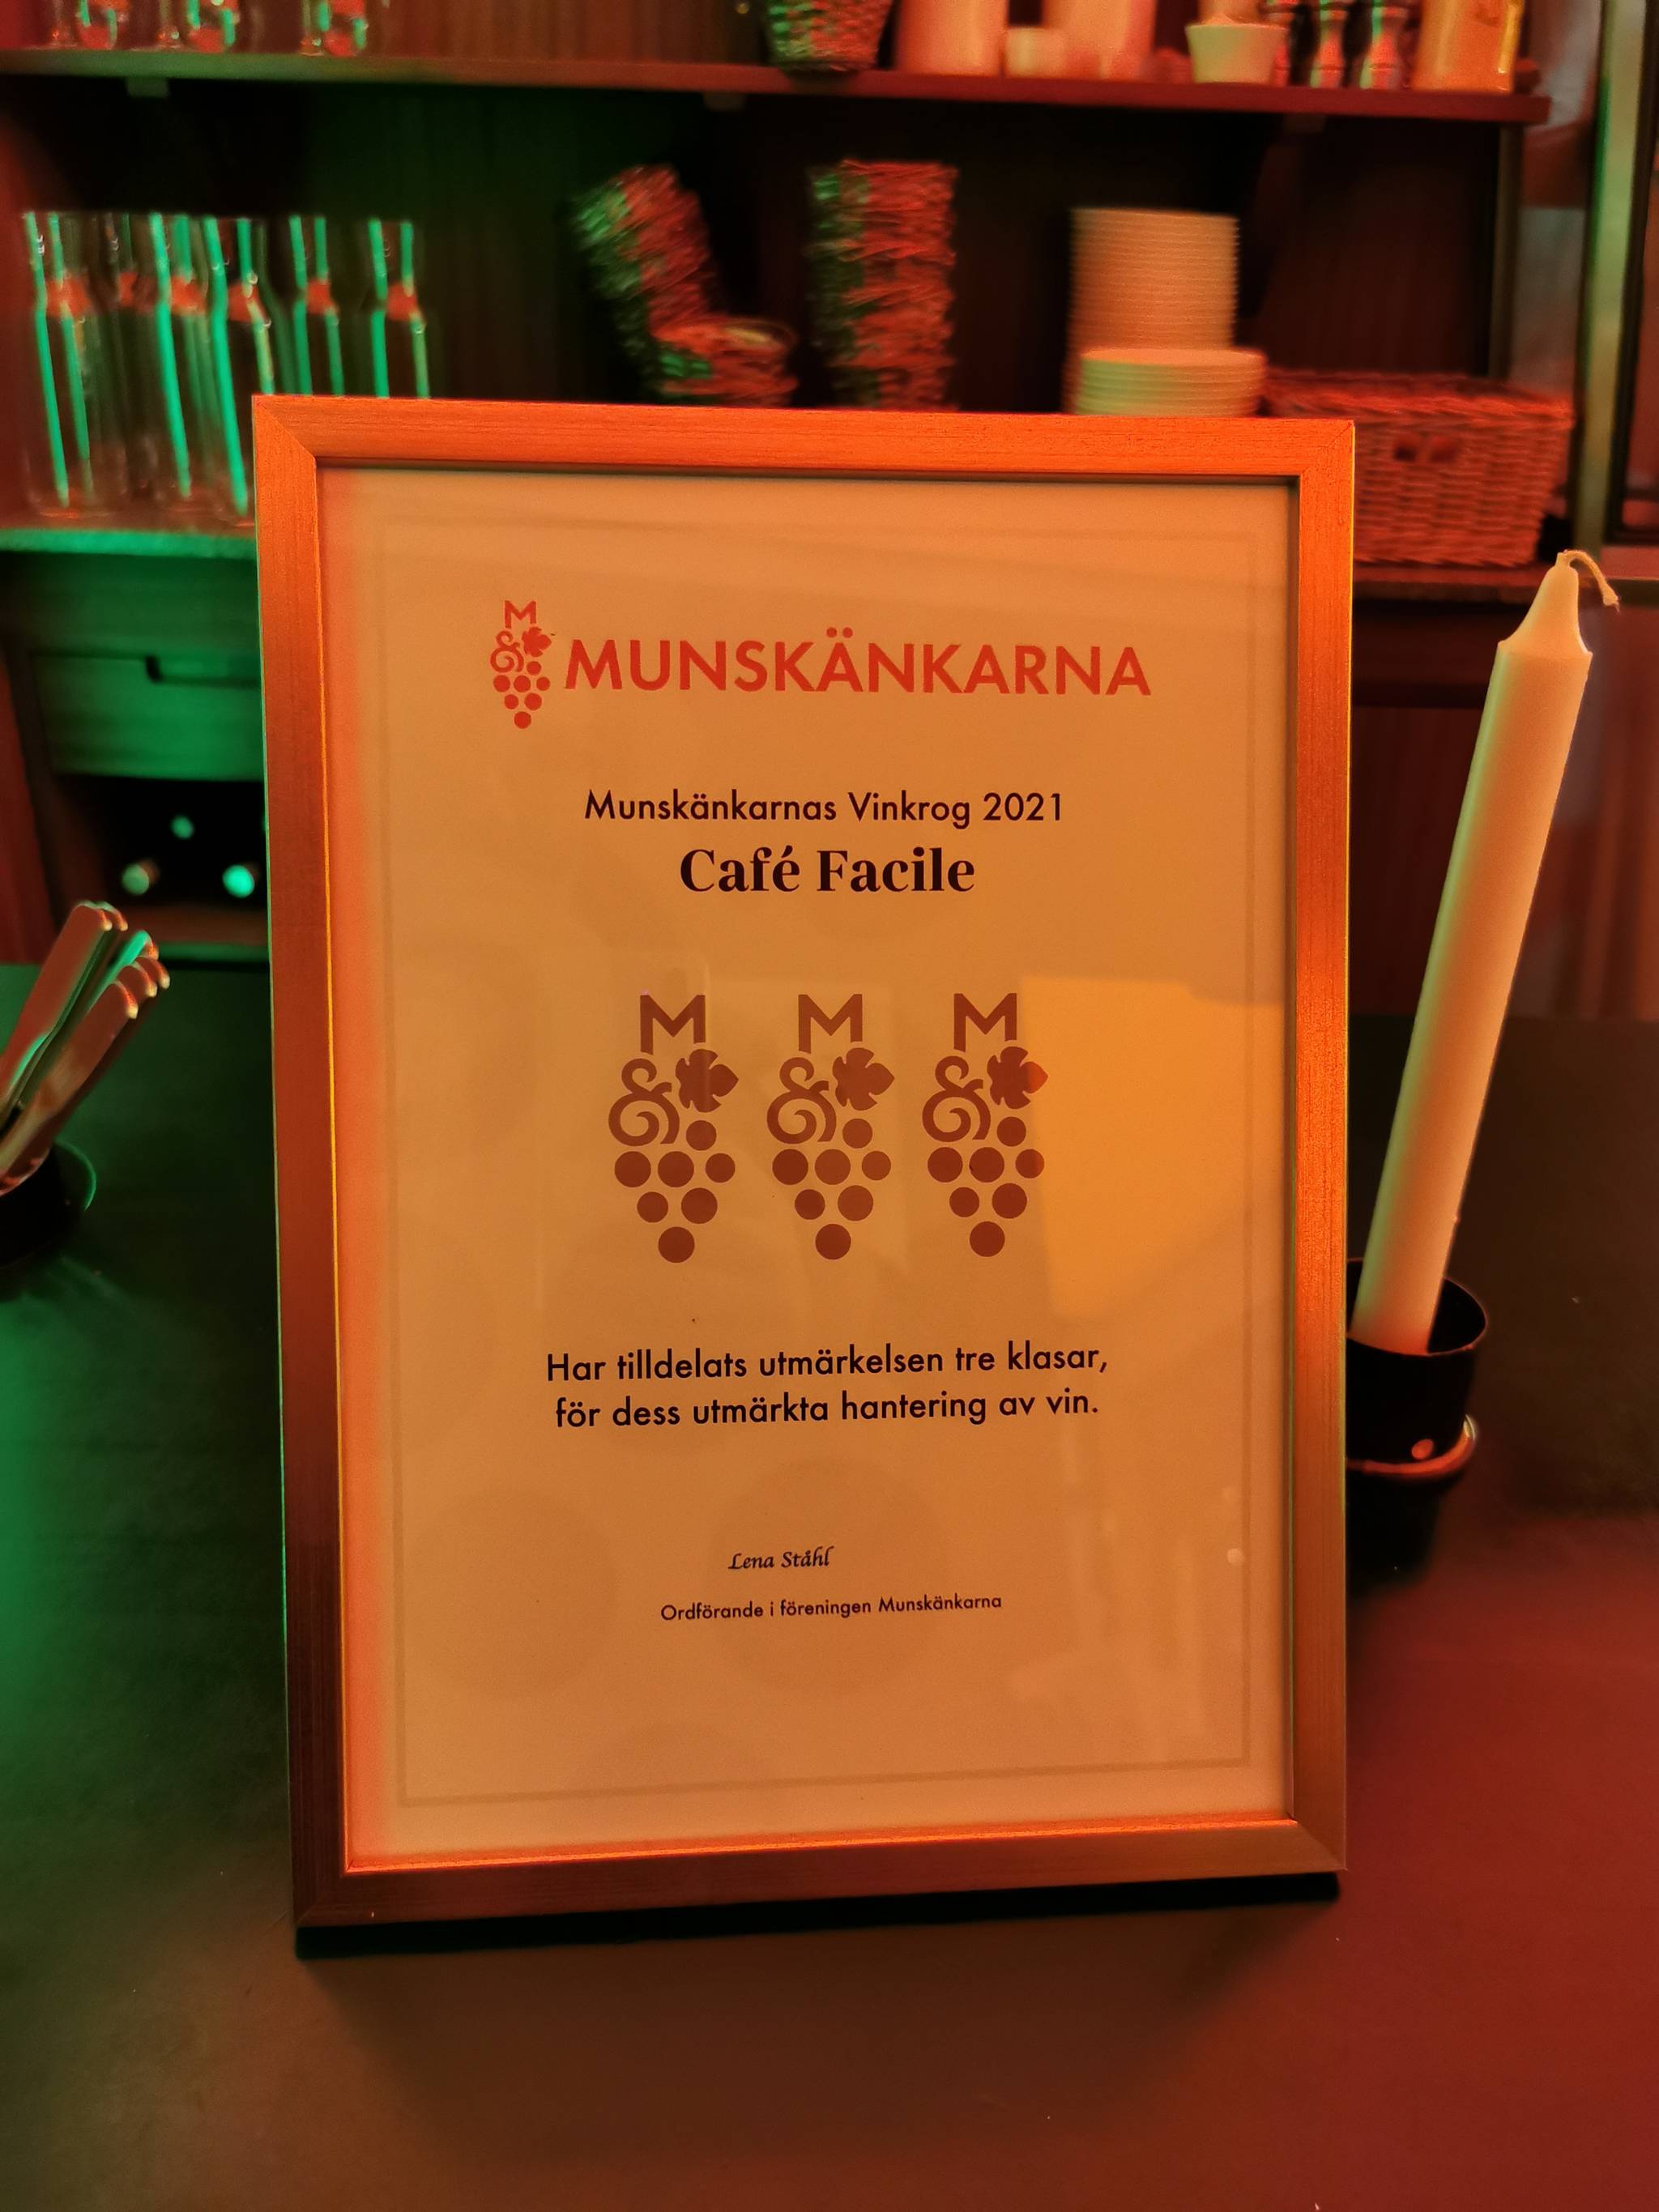 M
&
MUNSKÄNKARNA
Munskänkarnas Vinkrog 2021
Café Facile
M M M
& & &
Har tilldelats utmärkelsen tre klasar,
för dess utmärkta hantering av vin.
Lena Ståhl
Ordförande i föreningen Munskänkarna